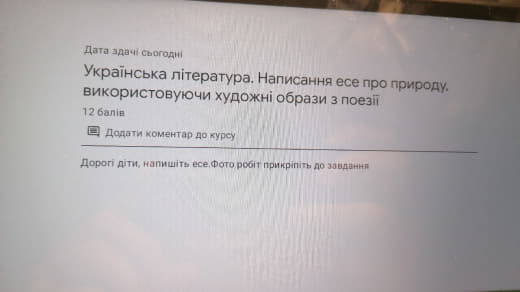 Дата здачі сьогодні
Українська література. Написання есе про природу,
використовуючи художні образи з поезії
12 балів
Додати коментар до курсу
Дорогі діти, напишіть есе.Фото робіт прикріпіть до завдання